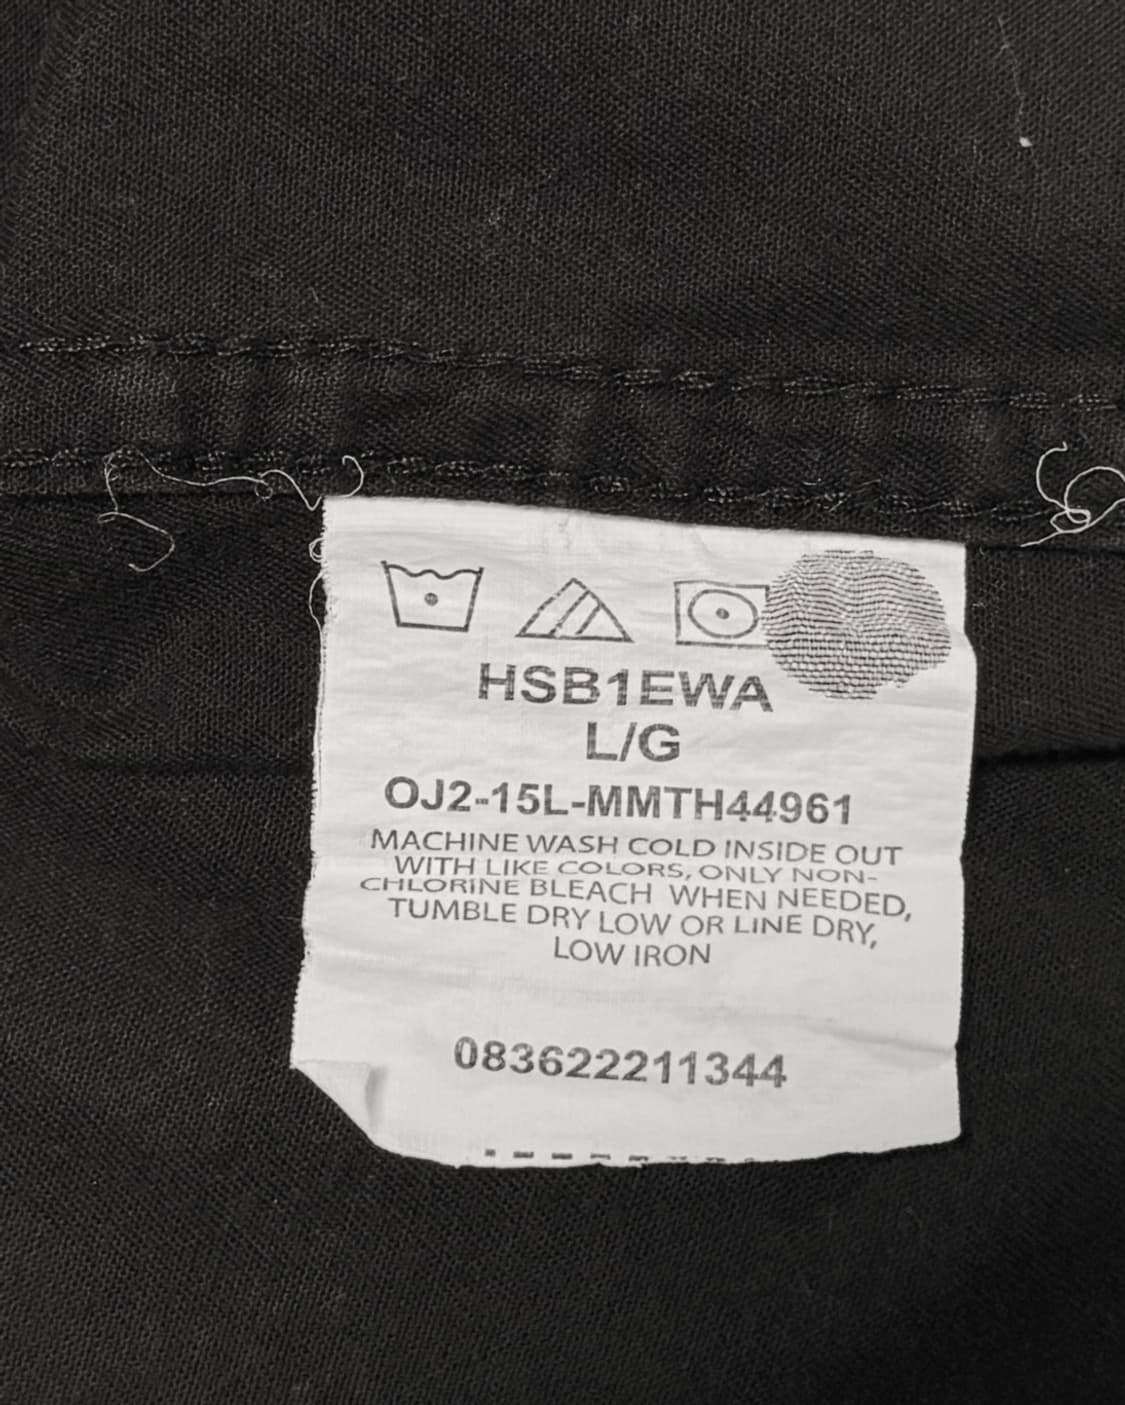 HSB1EWA
L/G
OJ2-15L-MMTH44961
MACHINE WASH COLD INSIDE OUT
WITH LIKE COLORS, ONLY NON-
CHLORINE BLEACH WHEN NEEDED,
TUMBLE DRY LOW OR LINE DRY,
LOW IRON
083622211344